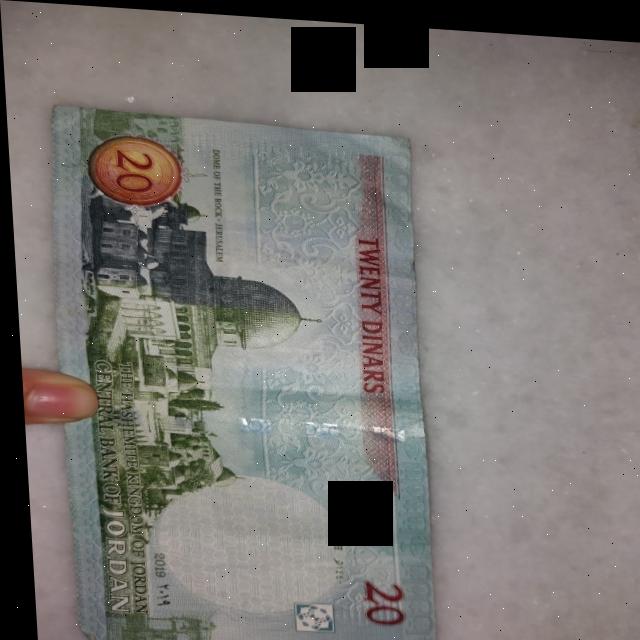 20
DOME OF THE ROCK, JERUSALEM
TWENTY DINARS
THE HASHEMITE KINGDOM OF JORDAN
CENTRAL BANK OF JORDAN
2019 ٢٠١٩
20